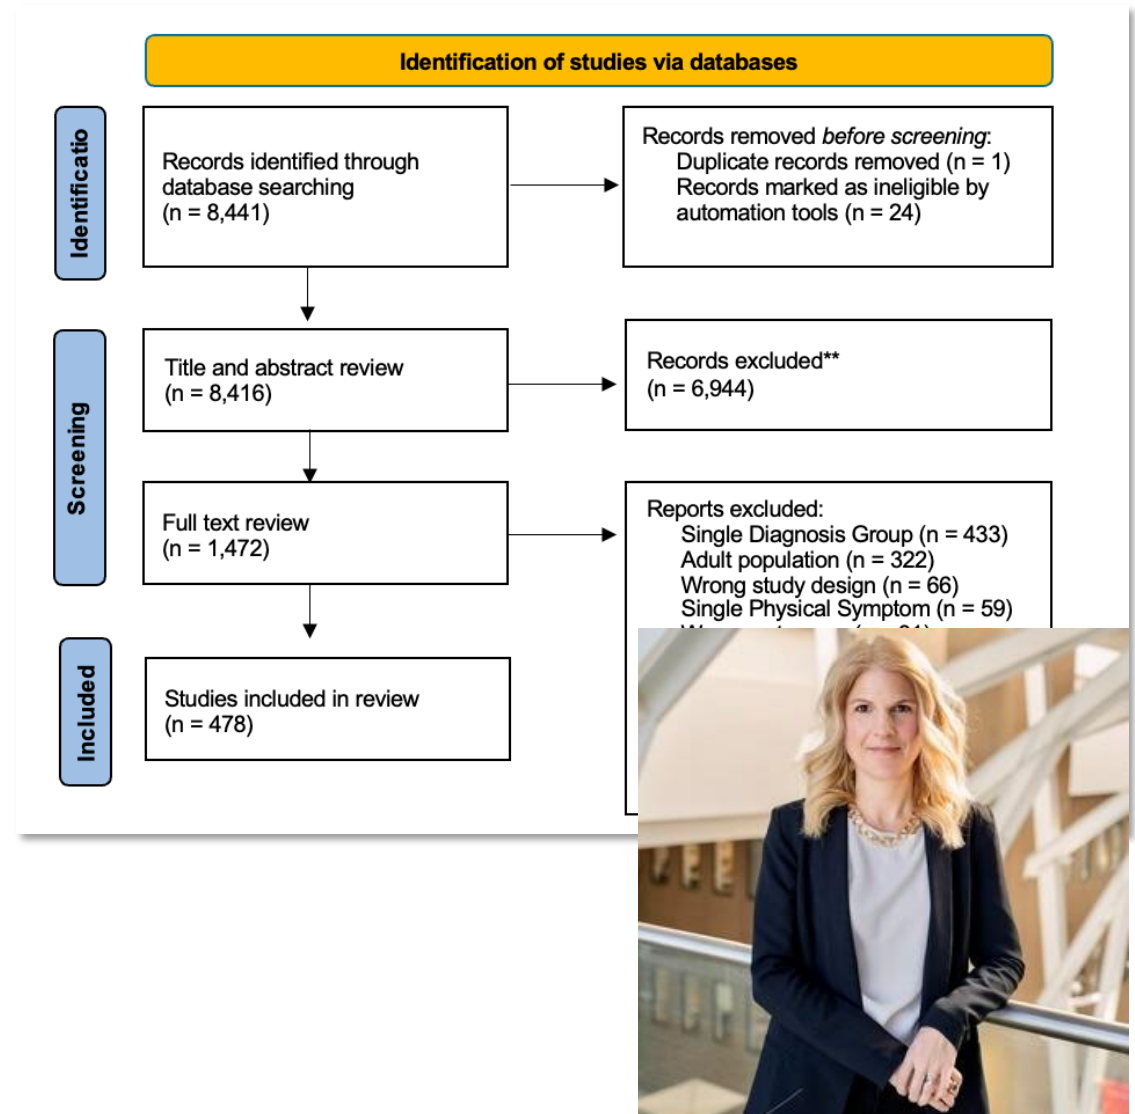 Identification of studies via databases
Identificatio
Records identified through
database searching
(n = 8,441)
Records removed before screening:
Duplicate records removed (n = 1)
Records marked as ineligible by
automation tools (n = 24)
Screening
Title and abstract review
(n = 8,416)
Records excluded**
(n = 6,944)
Full text review
(n = 1,472)
Reports excluded:
Single Diagnosis Group (n = 433)
Adult population (n = 322)
Wrong study design (n = 66)
Single Physical Symptom (n = 59)
Included
Studies included in review
(n = 478)